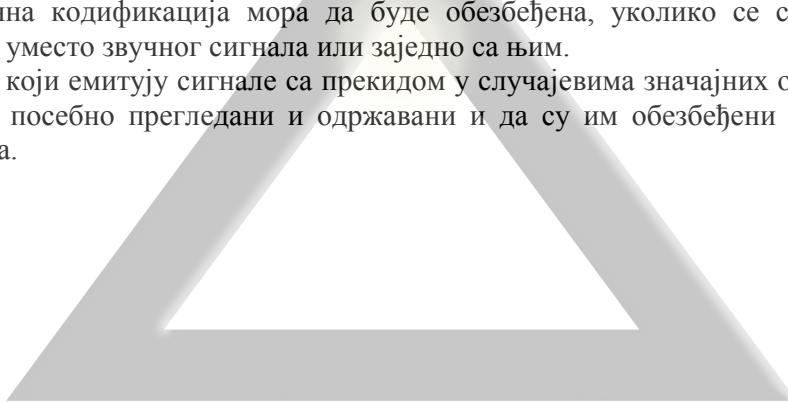 на кодификација мора да буде обезбеђена, уколико се с
уместо звучног сигнала или заједно са њим.
који емитују сигнале са прекидом у случајевима значајних о
посебно прегледани и одржавани и да су им обезбеђени
а.